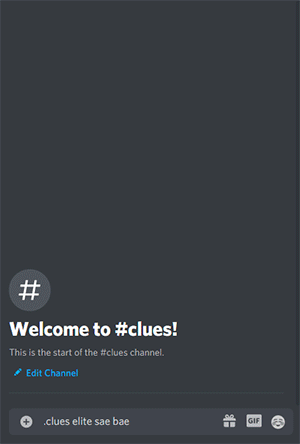 Welcome to #clues!
This is the start of the #clues channel.
Edit Channel
.clues elite sae bae
GIF